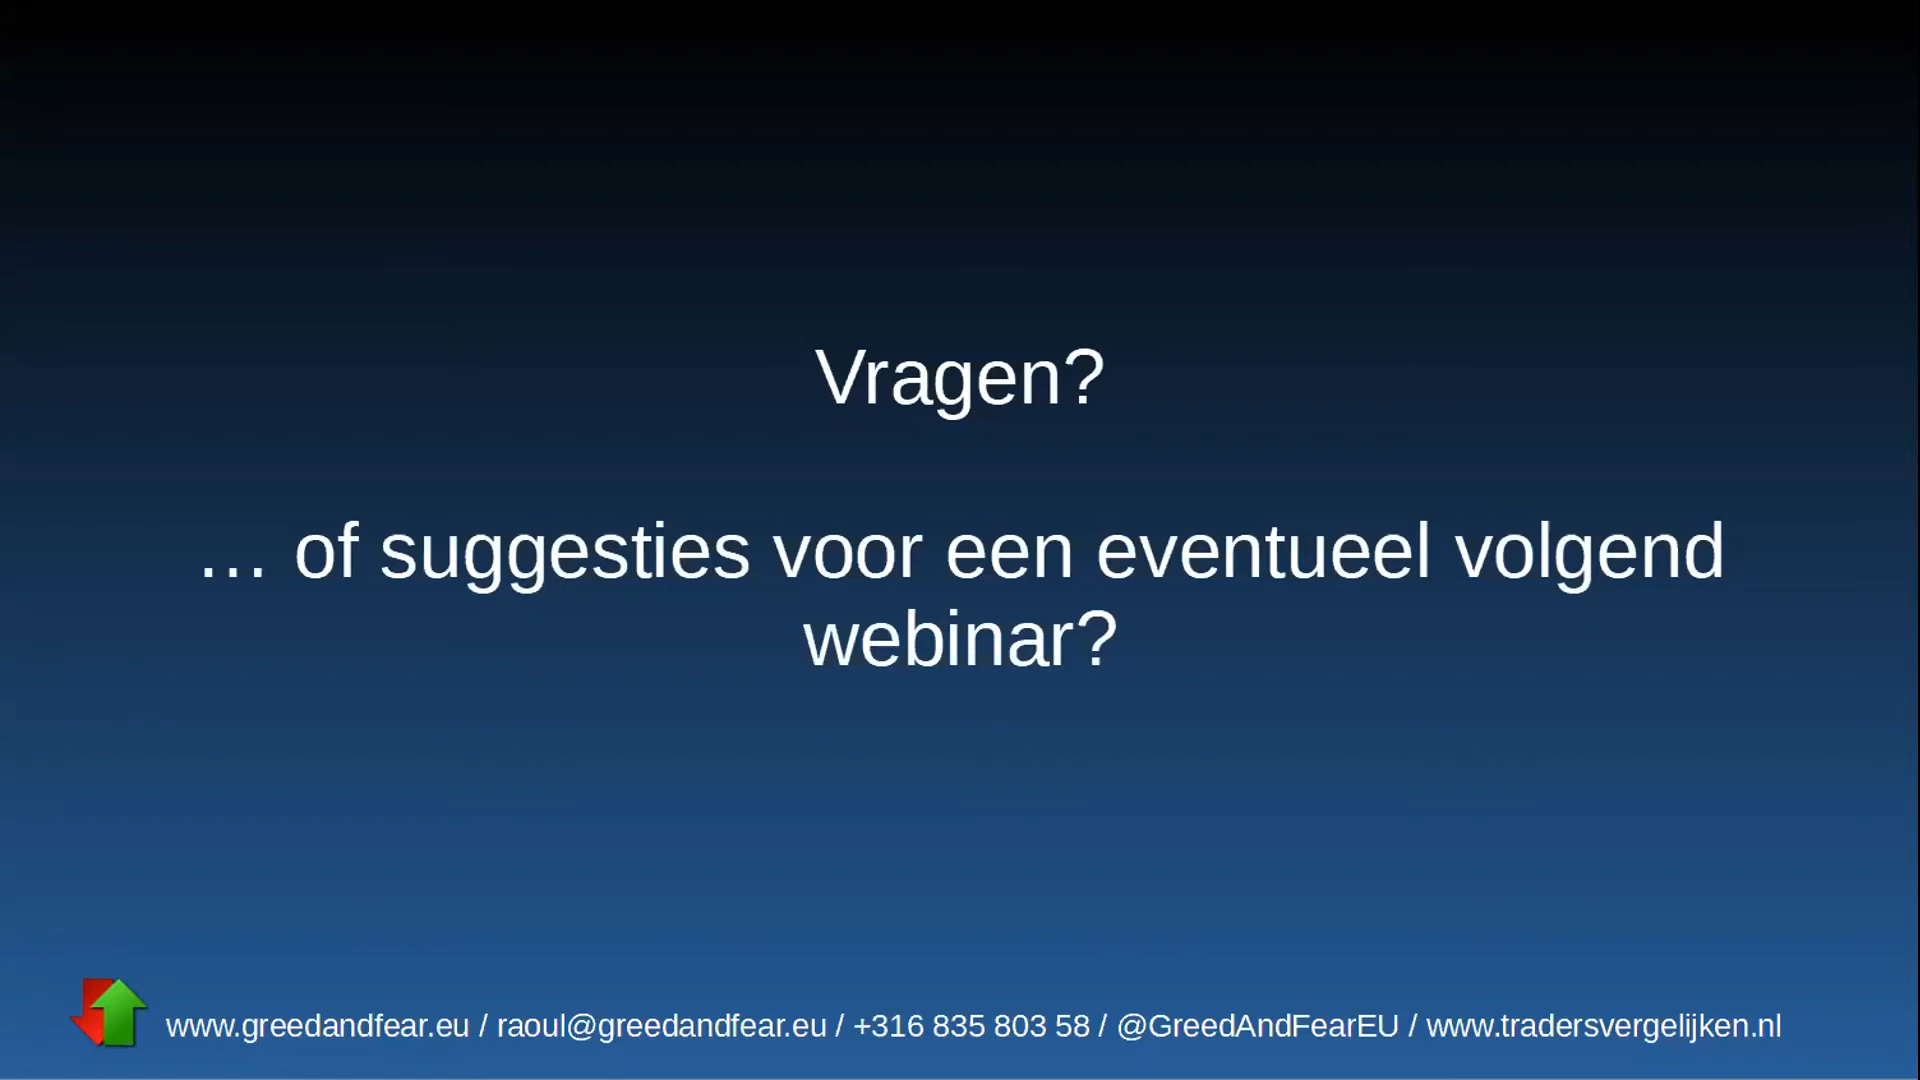 Vragen?
... of suggesties voor een eventueel volgend
webinar?
www.greedandfear.eu / raoul@greedandfear.eu / +316 835 803 58 / @GreedAndFearEU / www.tradersvergelijken.nl